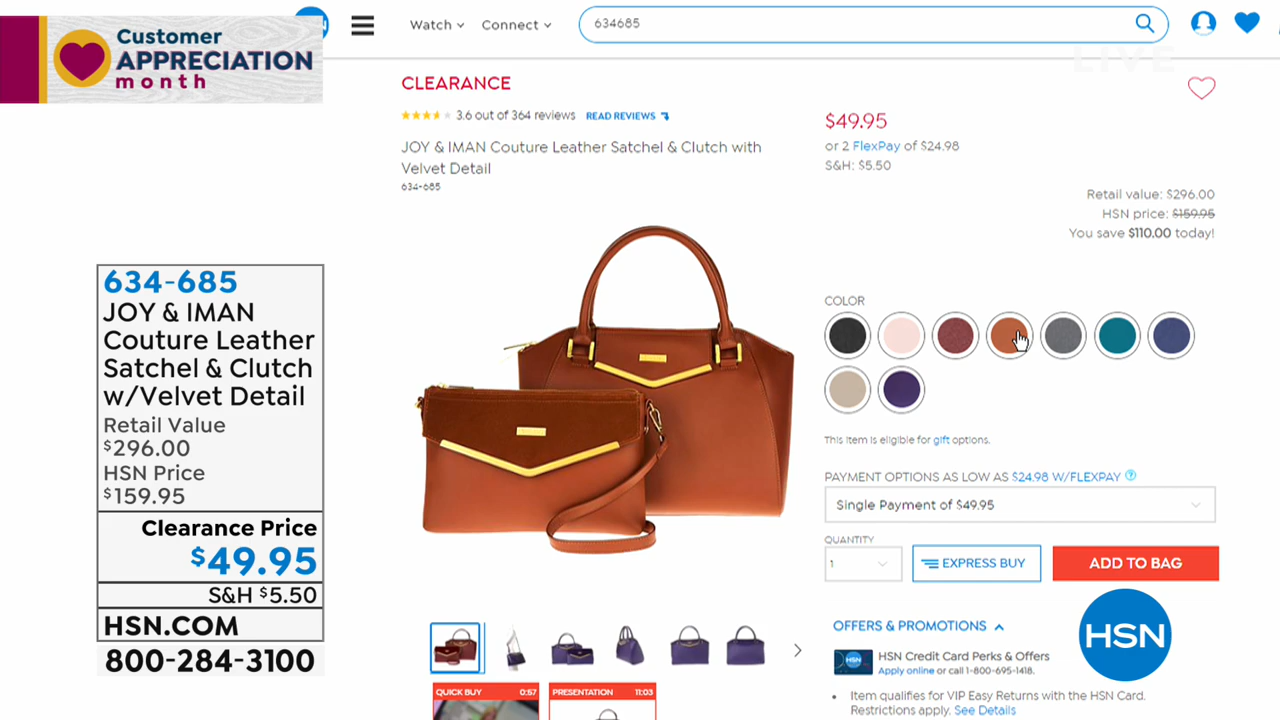 Customer
APPRECIATION
month
Watch
Connect
634685
LIVE
CLEARANCE
3.6 out of 364 reviews READ REVIEWS
JOY & IMAN Couture Leather Satchel & Clutch with
Velvet Detail
634-685
$49.95
or 2 FlexPay of $24.98
S&H: $5.50
Retail value: $296.00
HSN price: $159.95
You save $110.00 today!
COLOR
This item is eligible for gift options.
PAYMENT OPTIONS AS LOW AS $24.98 W/FLEXPAY ?
Single Payment of $49.95
QUANTITY
1
EXPRESS BUY
ADD TO BAG
OFFERS & PROMOTIONS
HSN
HSN Credit Card Perks & Offers
Apply online or call 1-800-695-1418.
• Item qualifies for VIP Easy Returns with the HSN Card.
Restrictions apply. See Details
HSN
QUICK BUY 0:57
PRESENTATION 11:03
634-685
JOY & IMAN
Couture Leather
Satchel & Clutch
w/Velvet Detail
Retail Value
$296.00
HSN Price
$159.95
Clearance Price
$49.95
S&H $5.50
HSN.COM
800-284-3100